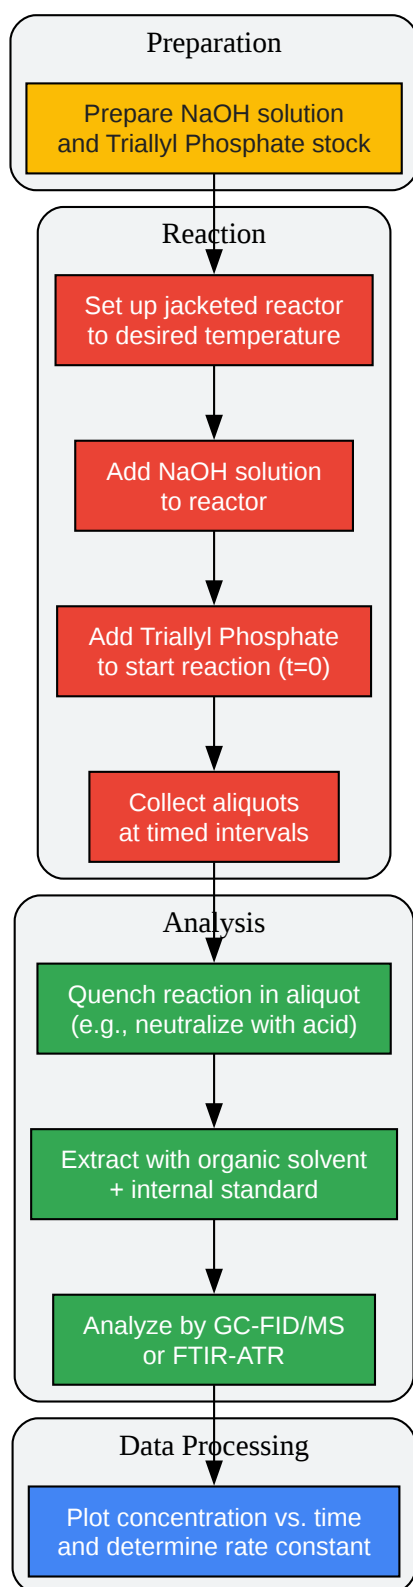 Preparation
Prepare NaOH solution
and Triallyl Phosphate stock
Reaction
Set up jacketed reactor
to desired temperature
Add NaOH solution
to reactor
Add Triallyl Phosphate
to start reaction (t=0)
Collect aliquots
at timed intervals
Analysis
Quench reaction in aliquot
(e.g., neutralize with acid)
Extract with organic solvent
+ internal standard
Analyze by GC-FID/MS
or FTIR-ATR
Data Processing
Plot concentration vs. time
and determine rate constant